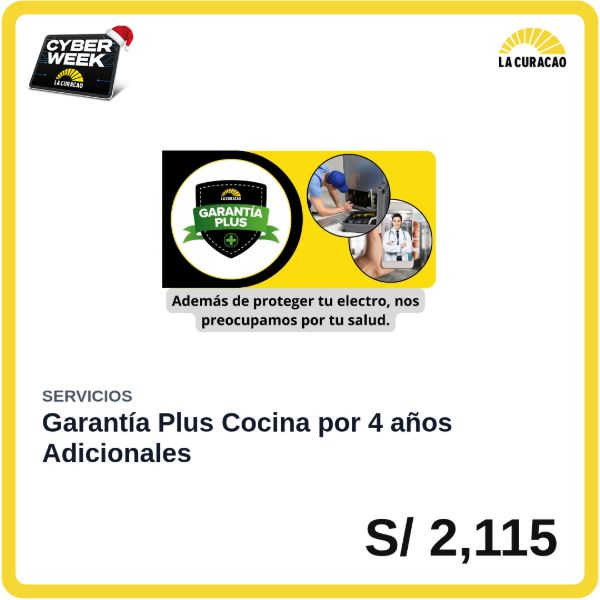 CYBER
WEEK
LA CURACAO
LA CURACAO
LA CURACAO
GARANTÍA
PLUS
Además de proteger tu electro, nos
preocupamos por tu salud.
SERVICIOS
Garantía Plus Cocina por 4 años
Adicionales
S/ 2,115